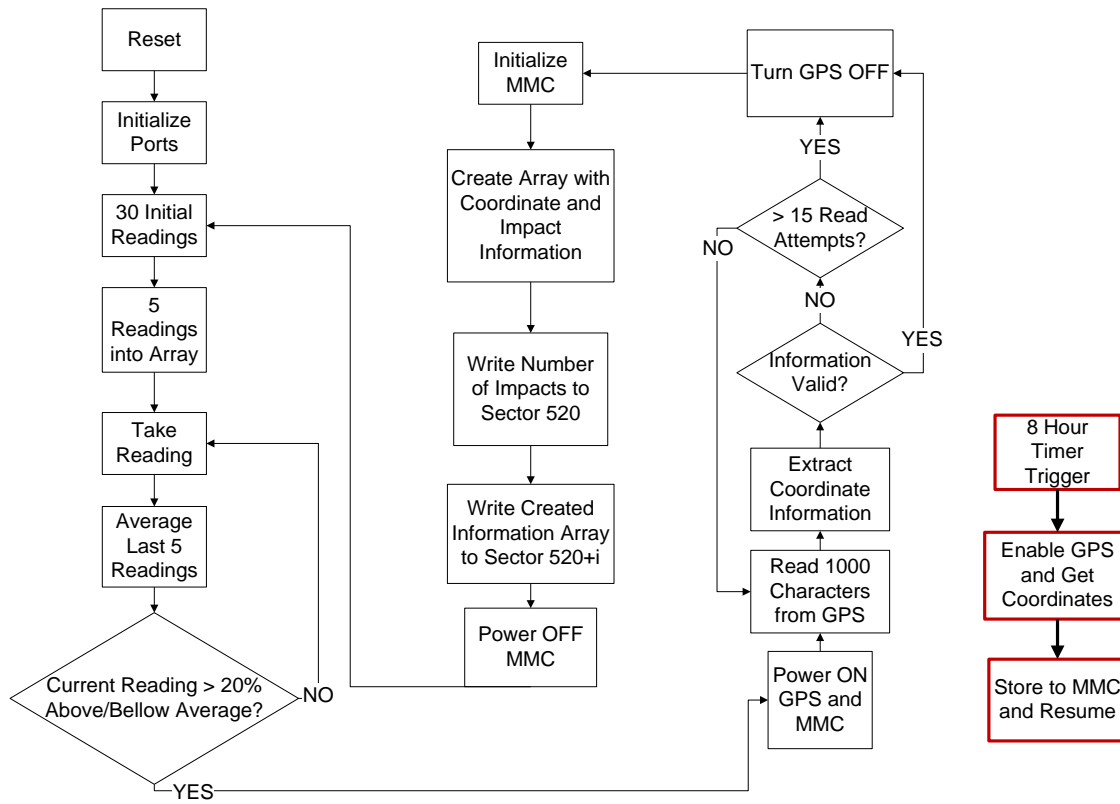 Reset
Initialize
Ports
30 Initial
Readings
5
Readings
into Array
Take
Reading
Average
Last 5
Readings
Current Reading > 20%
Above/Bellow Average?
NO
YES
Initialize
MMC
Create Array with
Coordinate and
Impact
Information
Write Number
of Impacts to
Sector 520
Write Created
Information Array
to Sector 520+i
Power OFF
MMC
Turn GPS OFF
YES
> 15 Read
Attempts?
NO
NO
YES
Information
Valid?
Extract
Coordinate
Information
Read 1000
Characters
from GPS
Power ON
GPS and
MMC
8 Hour
Timer
Trigger
Enable GPS
and Get
Coordinates
Store to MMC
and Resume